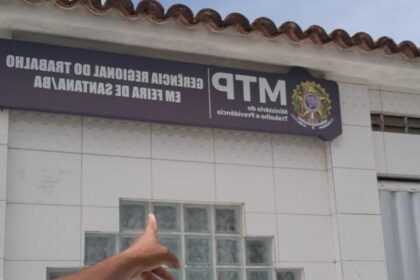 MTP
Ministério do
Trabalho e Previdência
GERÊNCIA REGIONAL DO TRABALHO
EM FEIRA DE SANTANA/BA